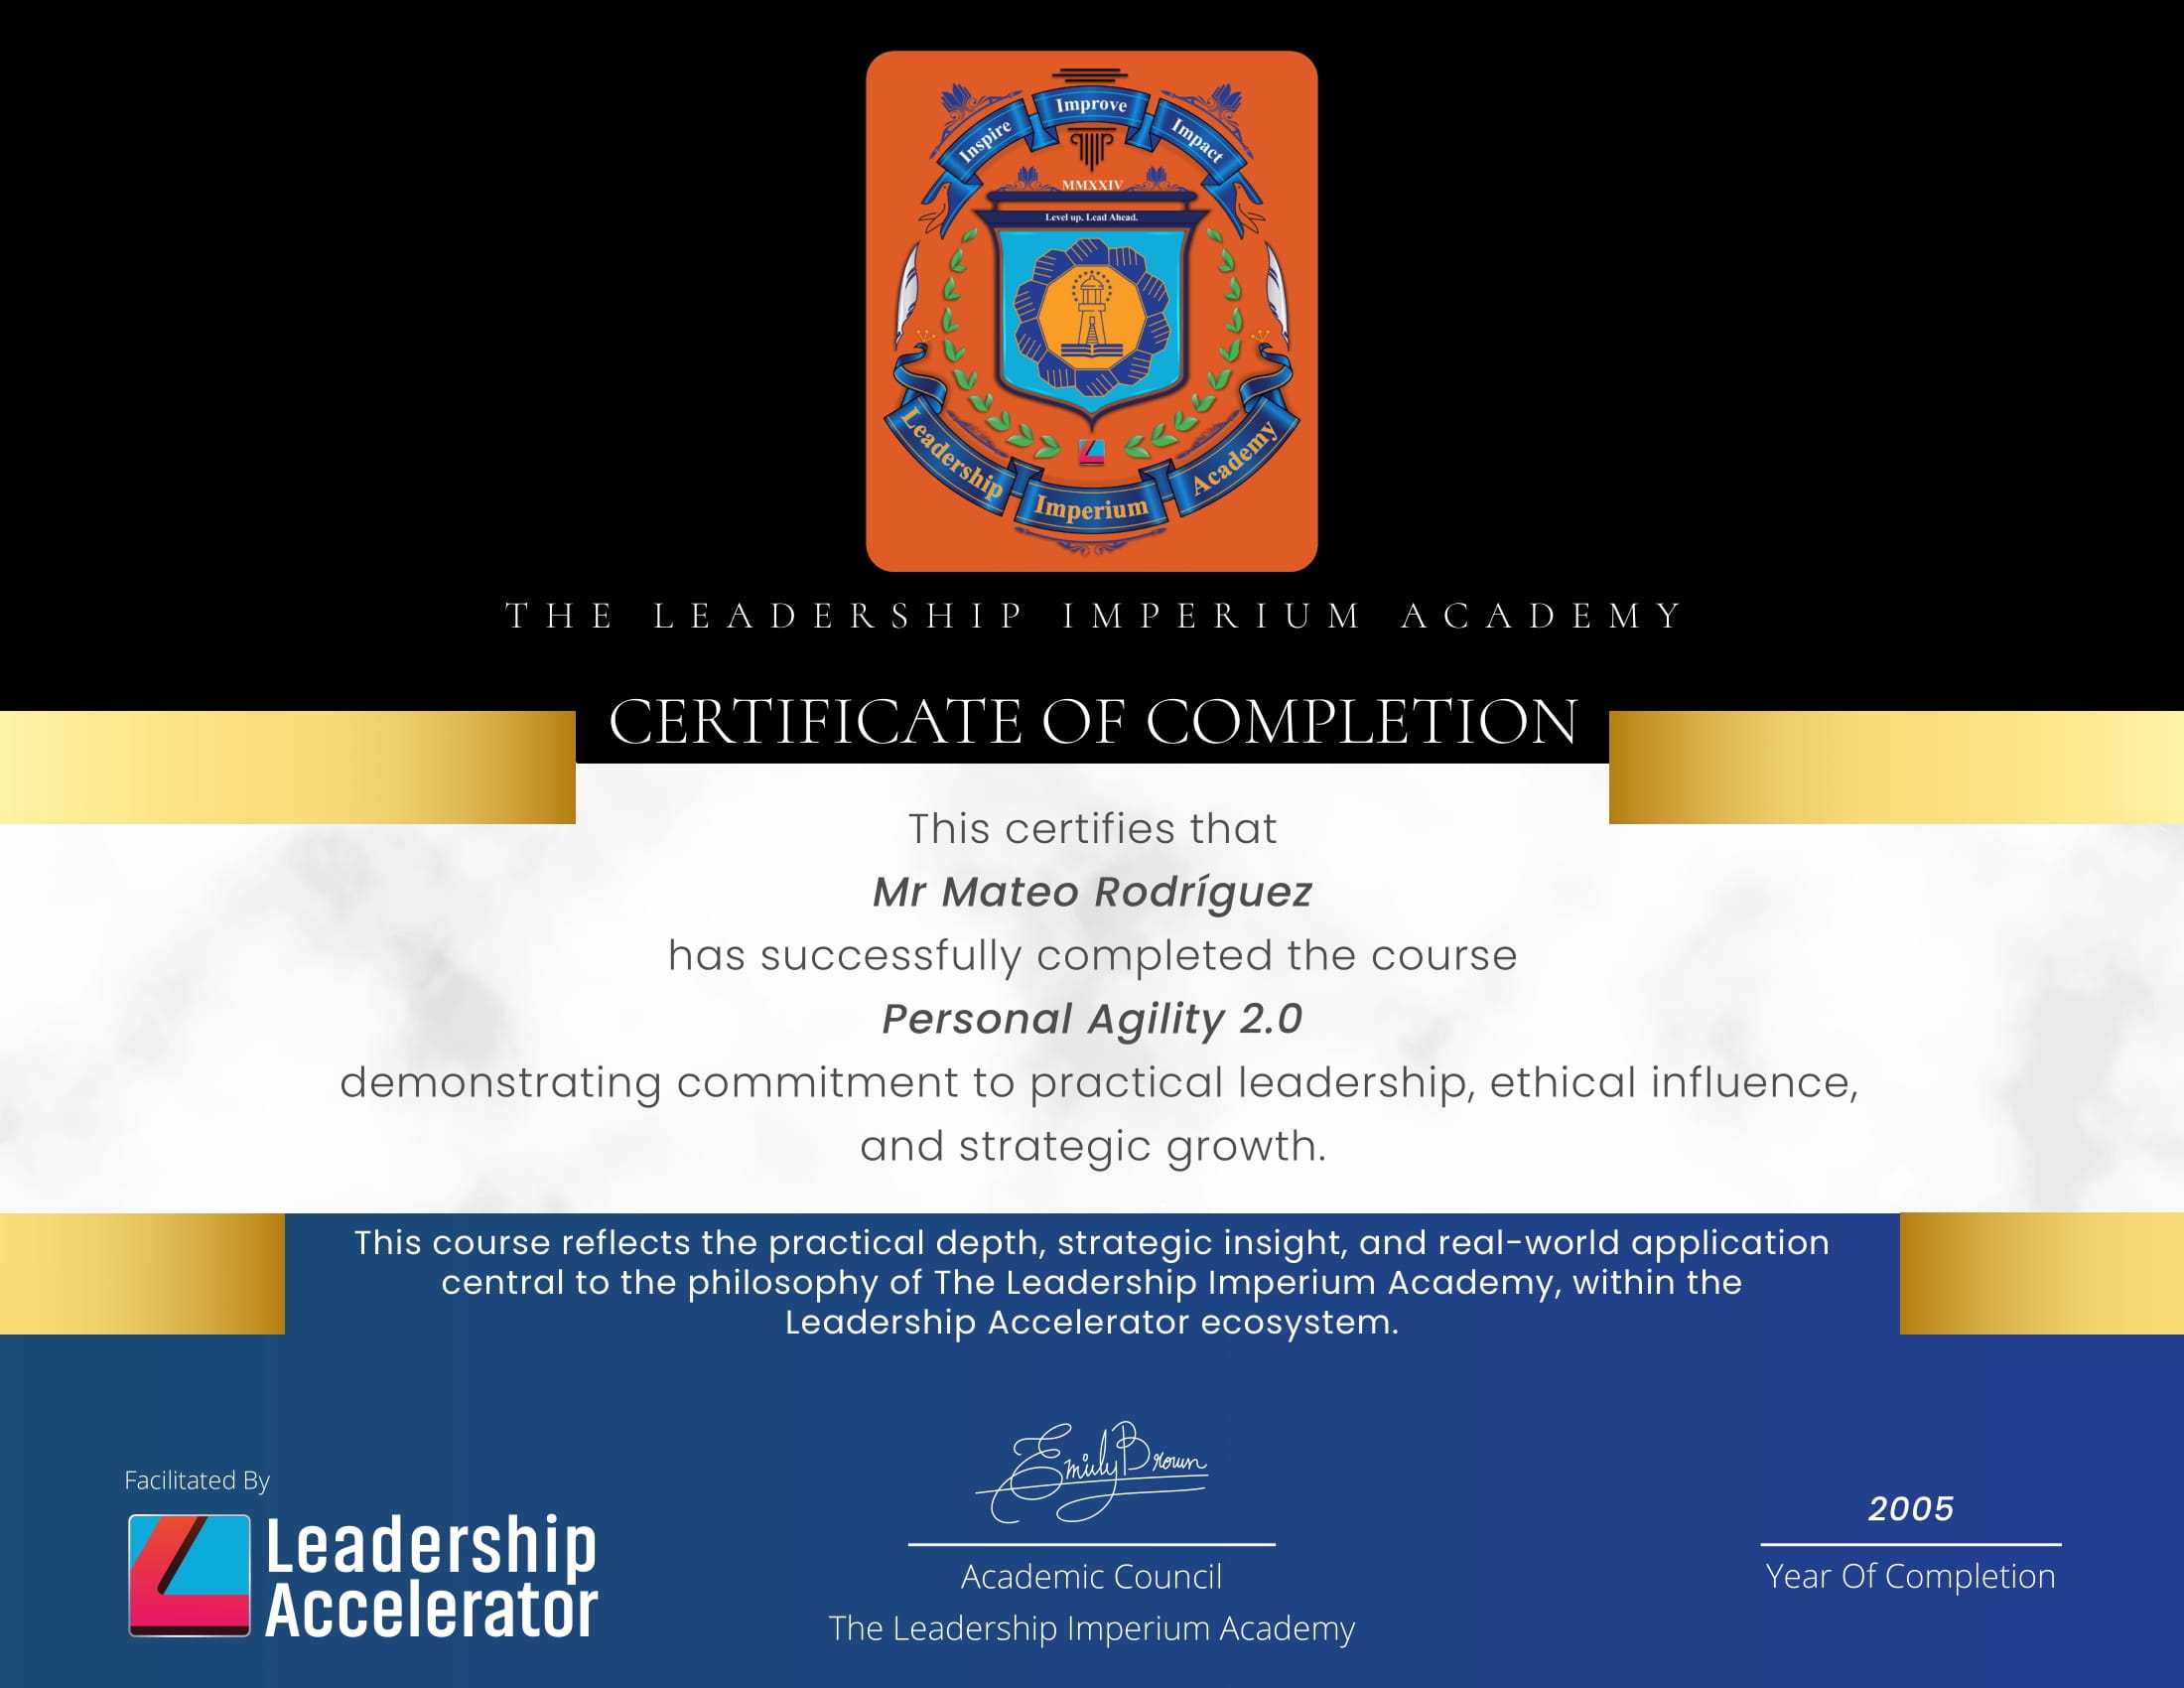 Inspire Improve Impact
MMXXIV
Level up. Lead Ahead.
Leadership Imperium Academy
THE LEADERSHIP IMPERIUM ACADEMY
CERTIFICATE OF COMPLETION
This certifies that
Mr Mateo Rodríguez
has successfully completed the course
Personal Agility 2.0
demonstrating commitment to practical leadership, ethical influence,
and strategic growth.
This course reflects the practical depth, strategic insight, and real-world application
central to the philosophy of The Leadership Imperium Academy, within the
Leadership Accelerator ecosystem.
Facilitated By
Leadership
Accelerator
Emily Brown
Academic Council
The Leadership Imperium Academy
2005
Year Of Completion